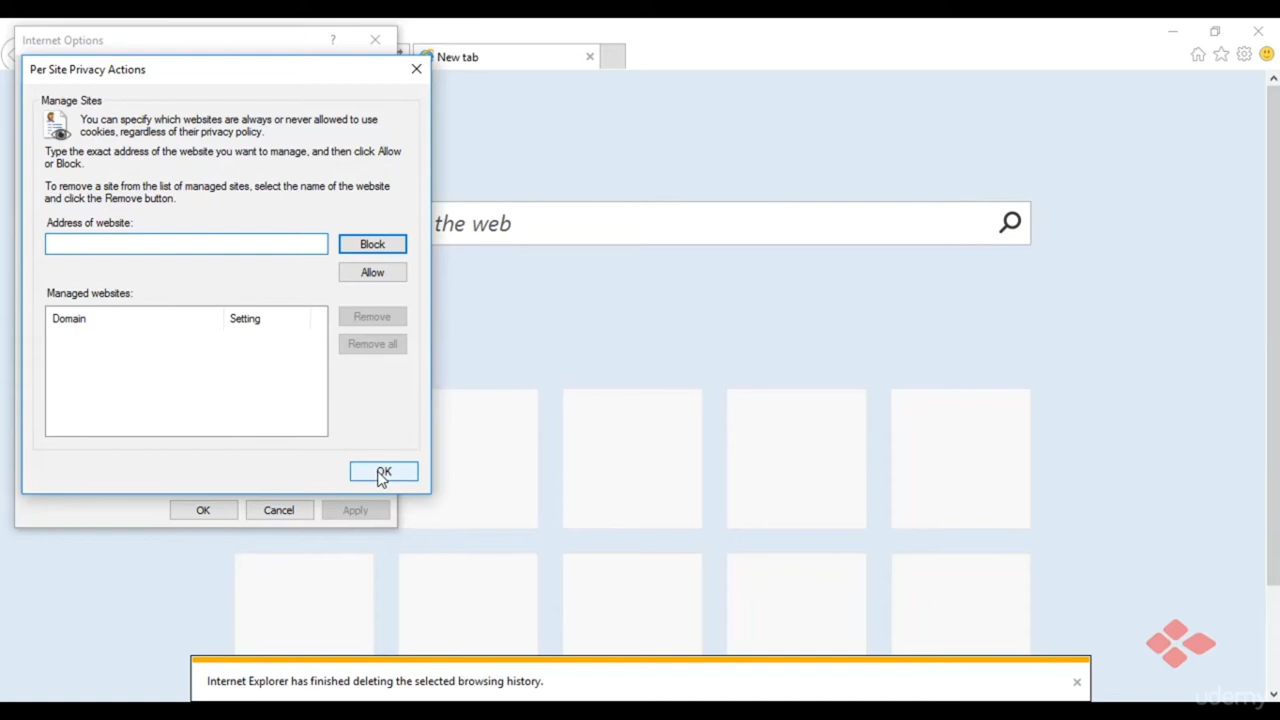 Internet Options
?
New tab
Per Site Privacy Actions
Manage Sites
You can specify which websites are always or never allowed to use
cookies, regardless of their privacy policy.
Type the exact address of the website you want to manage, and then click Allow
or Block.
To remove a site from the list of managed sites, select the name of the website
and click the Remove button.
Address of website:
Block
Allow
Managed websites:
Domain Setting
Remove
Remove all
OK
OK Cancel Apply
the web
Internet Explorer has finished deleting the selected browsing history.
udemy